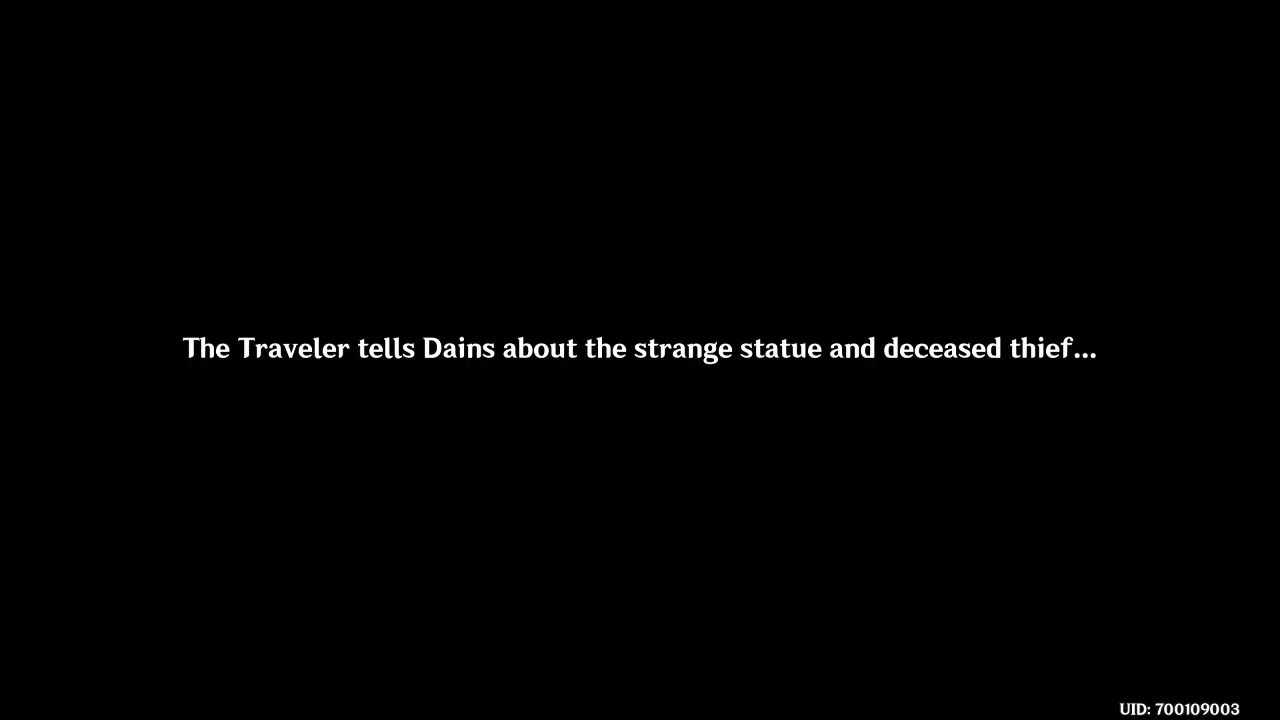 The Traveler tells Dains about the strange statue and deceased thief...
UID: 700109003